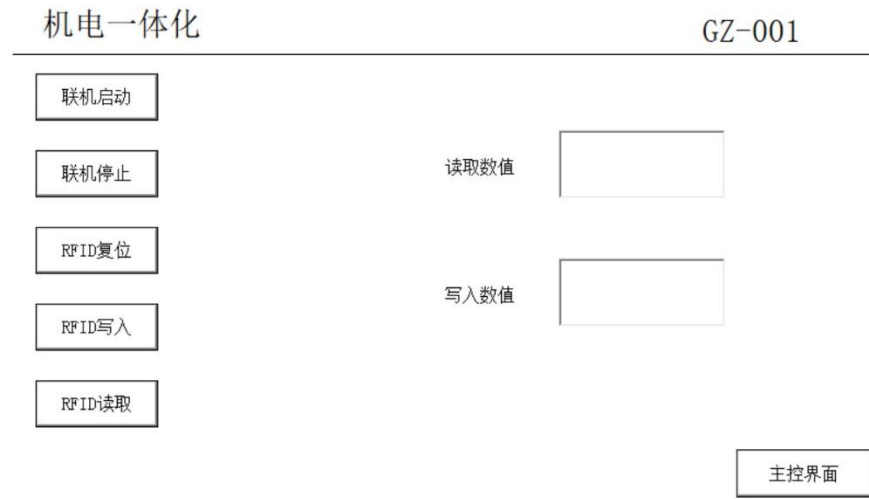 机电一体化
GZ-001
联机启动
联机停止
读取数值
RFID复位
写入数值
RFID写入
RFID读取
主控界面